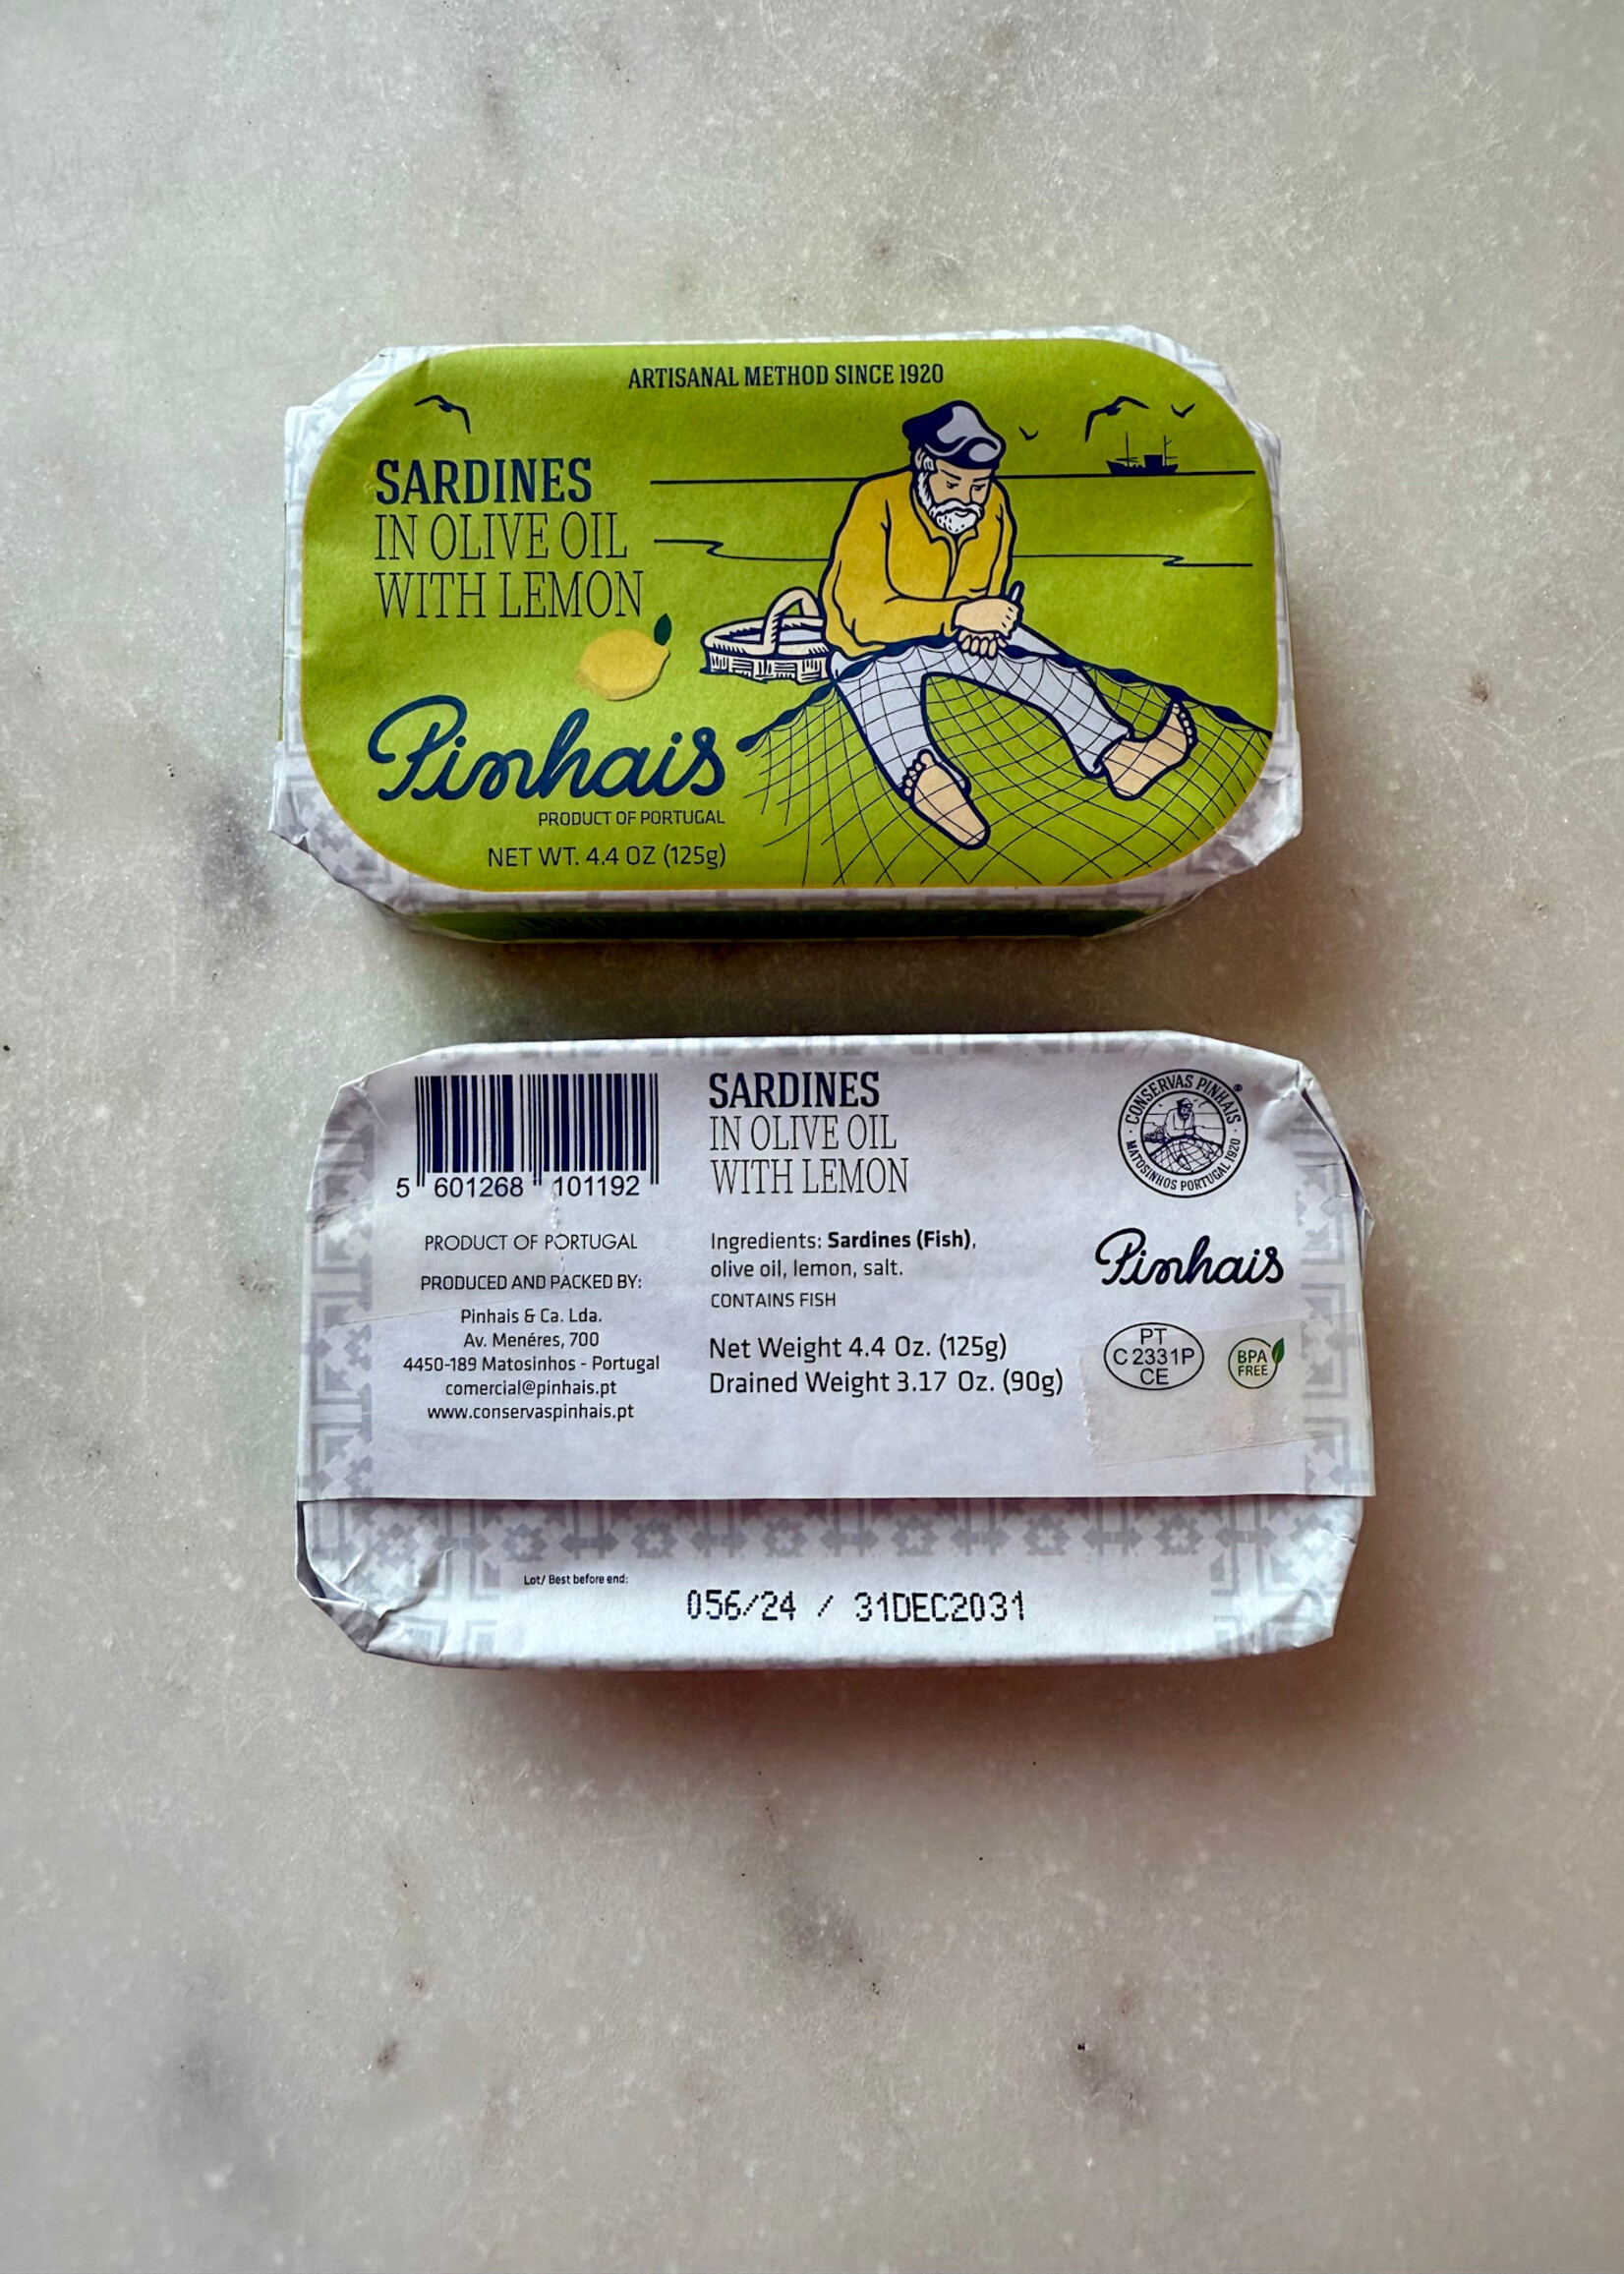 ARTISANAL METHOD SINCE 1920
SARDINES
IN OLIVE OIL
WITH LEMON
Pinhais
PRODUCT OF PORTUGAL
NET WT. 4.4 OZ (125g)
5 601268 101192
PRODUCT OF PORTUGAL
PRODUCED AND PACKED BY:
Pinhais & Ca. Lda.
Av. Menéres, 700
4450-189 Matosinhos - Portugal
comercial@pinhais.pt
www.conservaspinhais.pt
SARDINES
IN OLIVE OIL
WITH LEMON
Ingredients: Sardines (Fish),
olive oil, lemon, salt.
CONTAINS FISH
Net Weight 4.4 Oz. (125g)
Drained Weight 3.17 Oz. (90g)
· CONSERVAS PINHAIS ·
MATOSINHOS PORTUGAL 1920
®
Pinhais
PT
C 2331P
CE
BPA
FREE
Lot/ Best before end:
056/24 / 31DEC2031